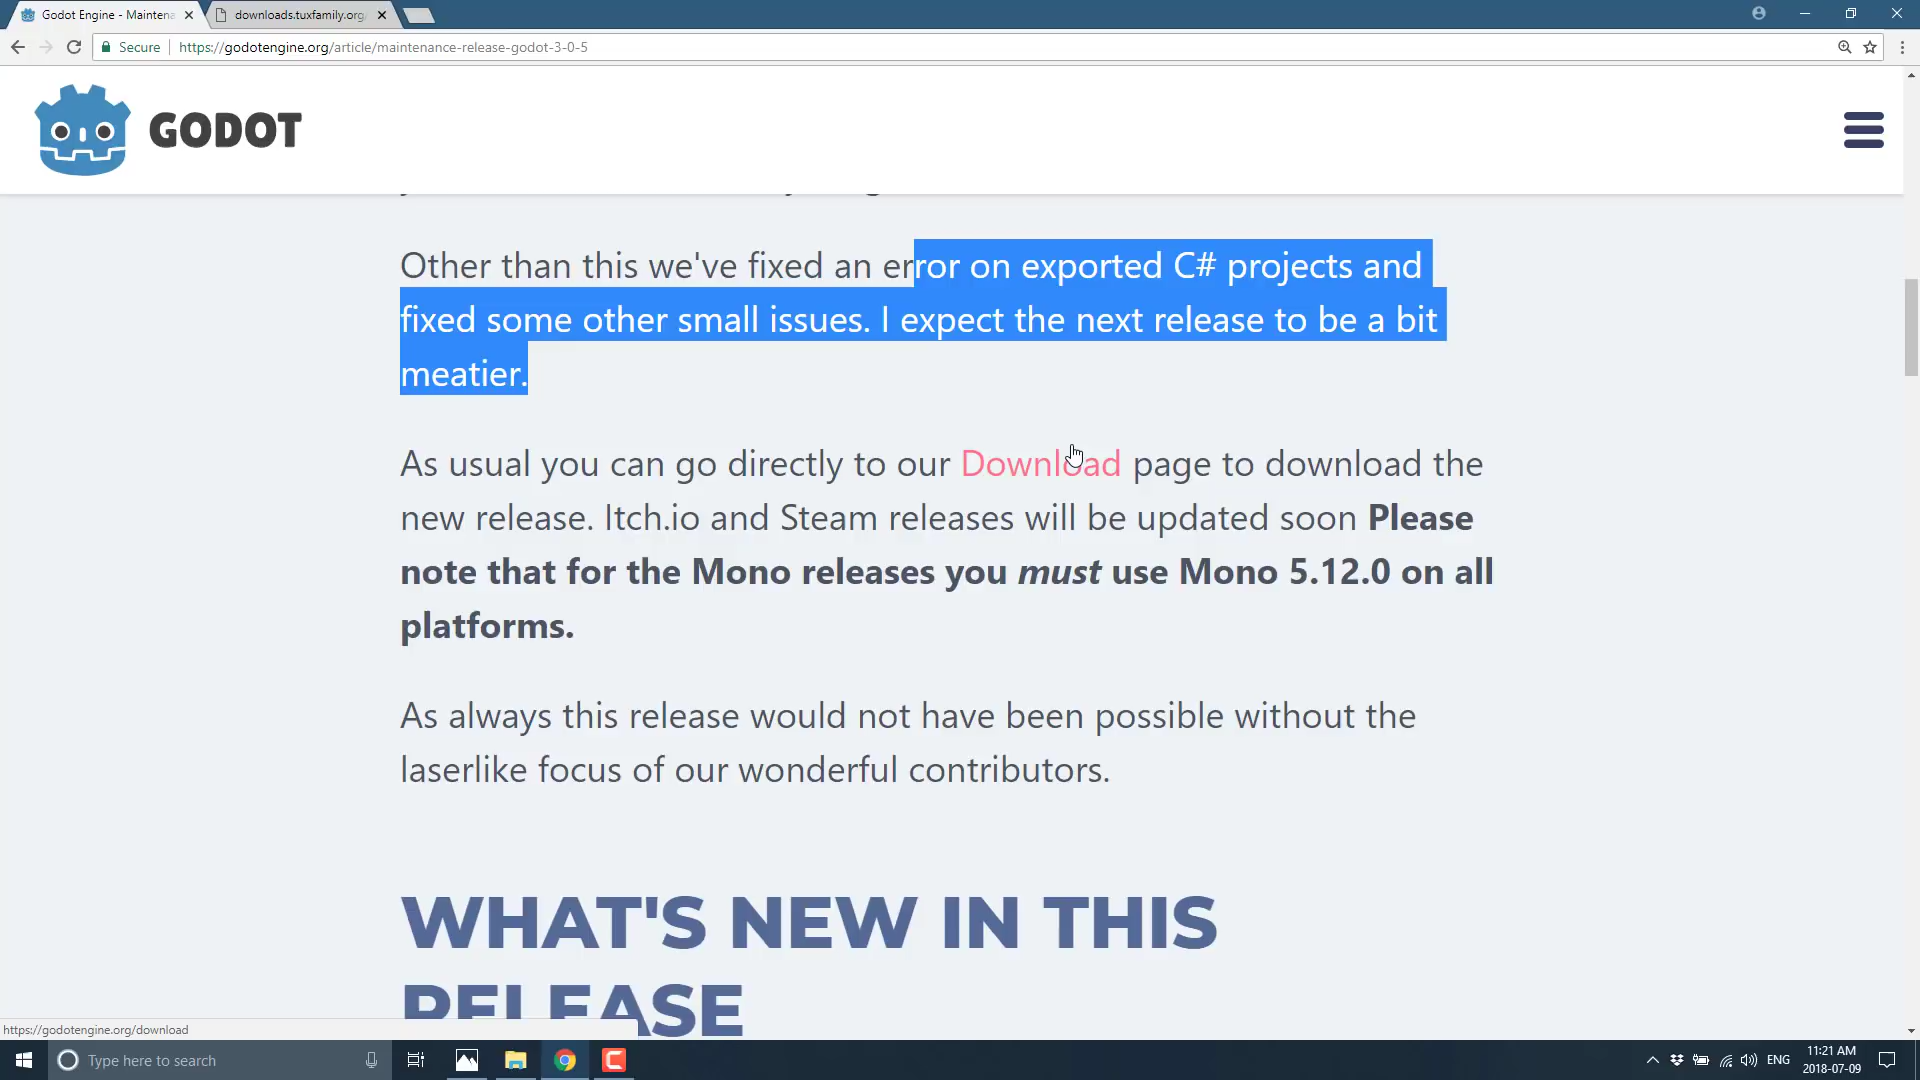 Godot Engine - Maintena
downloads.tuxfamily.org
Secure
https://godotengine.org/article/maintenance-release-godot-3-0-5
GODOT
Other than this we've fixed an error on exported C# projects and
fixed some other small issues. I expect the next release to be a bit
meatier.
As usual you can go directly to our Download page to download the
new release. Itch.io and Steam releases will be updated soon Please
note that for the Mono releases you must use Mono 5.12.0 on all
platforms.
As always this release would not have been possible without the
laserlike focus of our wonderful contributors.
WHAT'S NEW IN THIS
RELEASE
https://godotengine.org/download
Type here to search
ENG
11:21 AM
2018-07-09